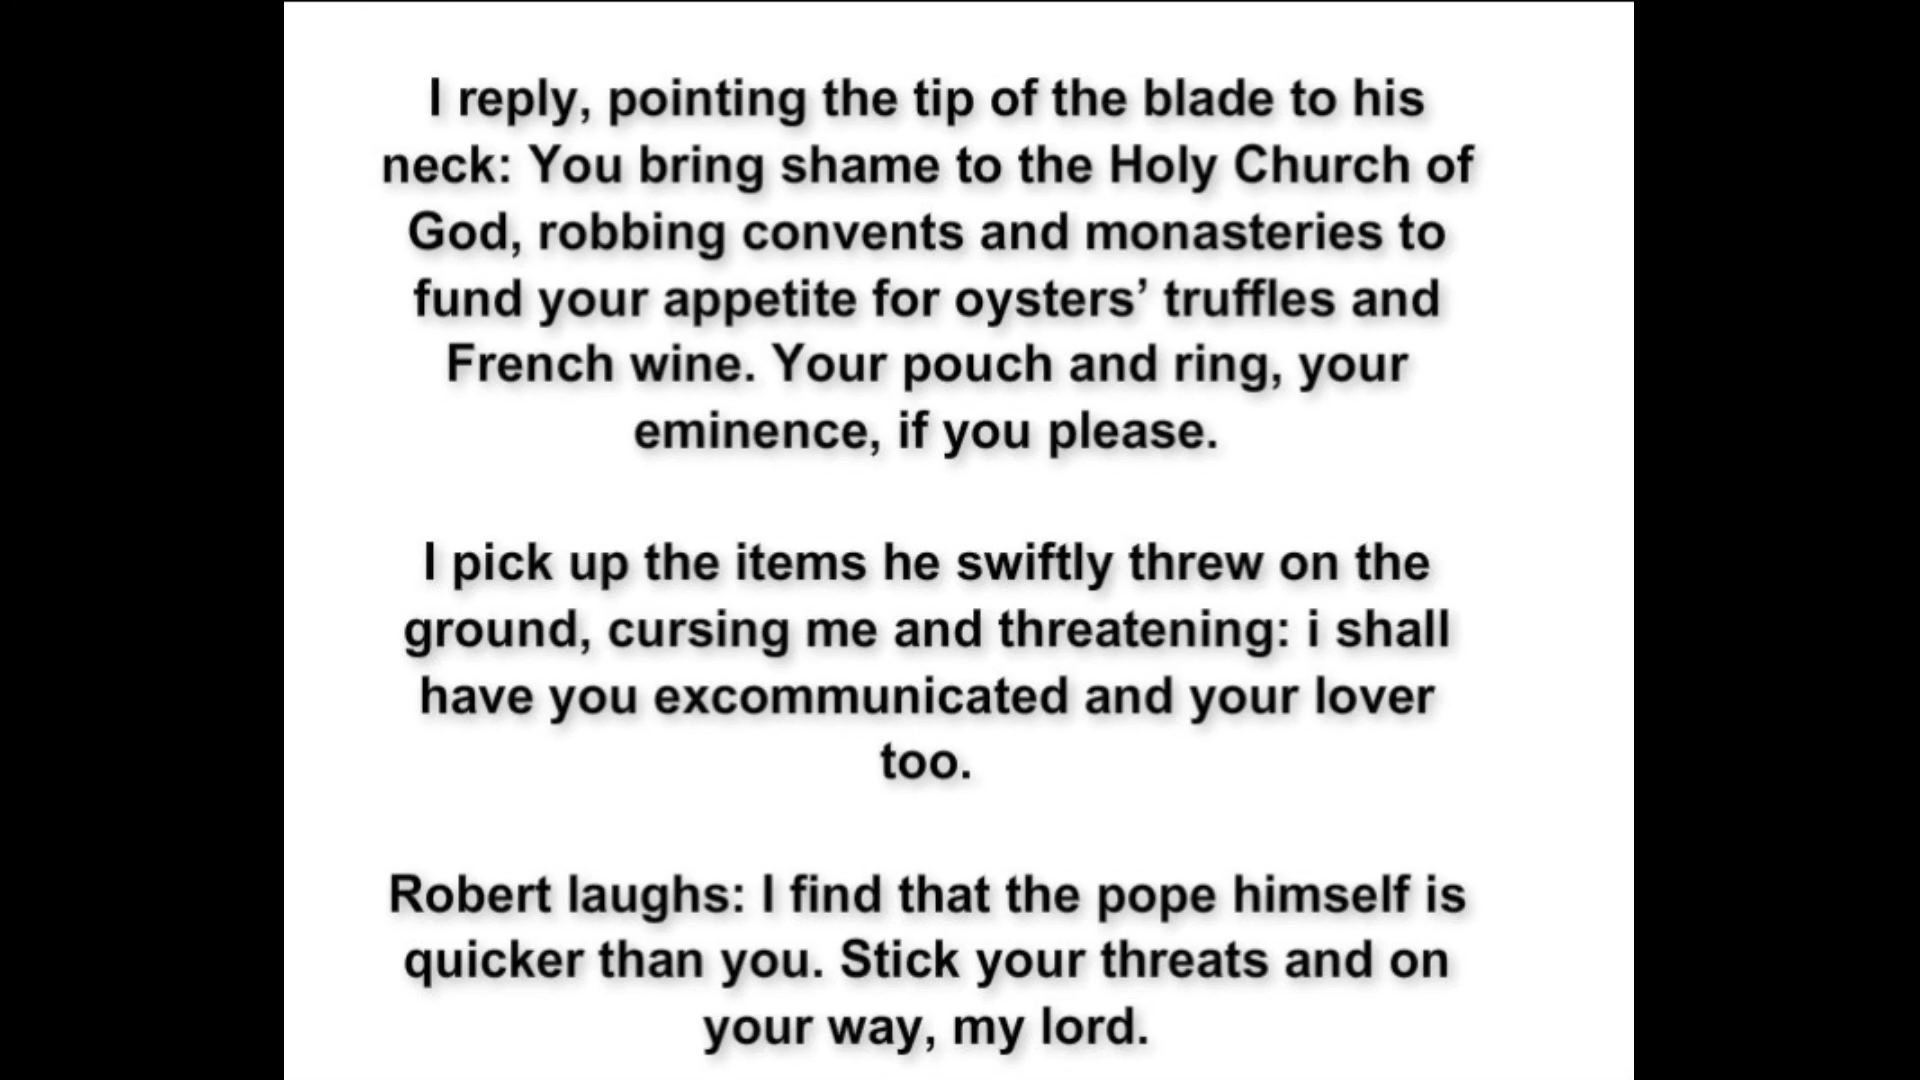 I reply, pointing the tip of the blade to his
neck: You bring shame to the Holy Church of
God, robbing convents and monasteries to
fund your appetite for oysters’ truffles and
French wine. Your pouch and ring, your
eminence, if you please.
I pick up the items he swiftly threw on the
ground, cursing me and threatening: i shall
have you excommunicated and your lover
too.
Robert laughs: I find that the pope himself is
quicker than you. Stick your threats and on
your way, my lord.